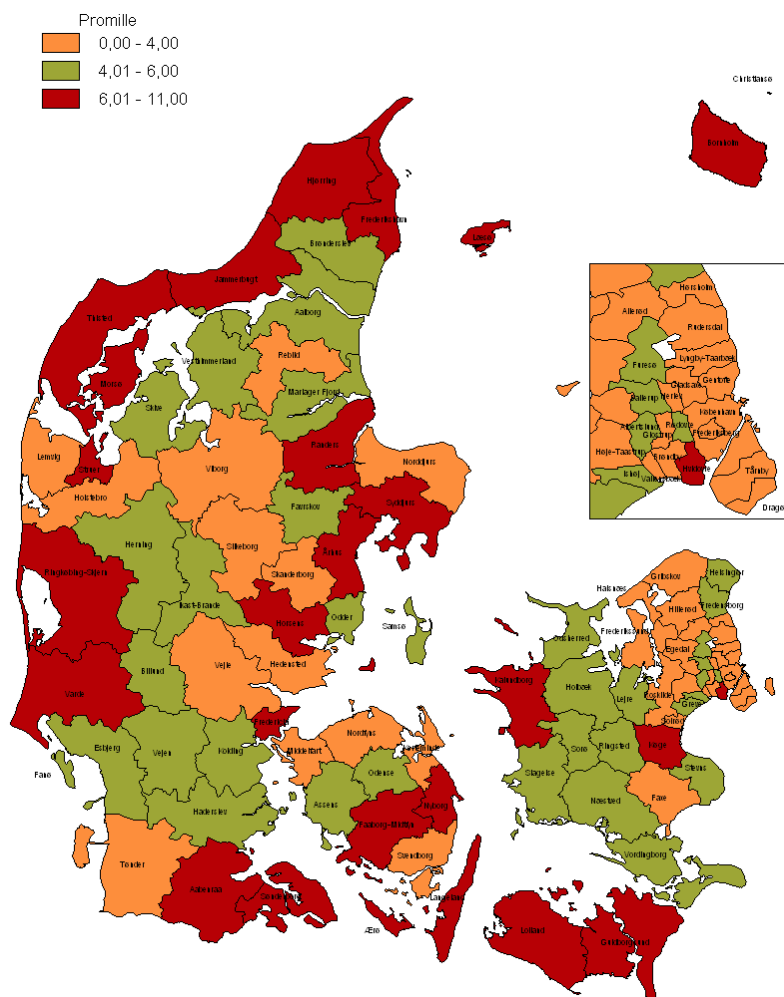 Promille
0,00 - 4,00
4,01 - 6,00
6,01 - 11,00
Christiansø
Bornholm
Hjørring
Frederikshavn
Læsø
Brønderslev
Jammerbugt
Thisted
Aalborg
Vesthimmerland
Rebild
Morsø
Mariager Fjord
Skive
Randers
Lemvig
Struer
Viborg
Norddjurs
Holstebro
Favrskov
Syddjurs
Herning
Silkeborg
Århus
Ringkøbing-Skjern
Skanderborg
Ikast-Brande
Horsens
Odder
Samsø
Billund
Vejle
Hedensted
Varde
Fredericia
Esbjerg
Vejen
Kolding
Middelfart
Nordfyns
Kerteminde
Fanø
Odense
Assens
Nyborg
Haderslev
Faaborg-Midtfyn
Tønder
Svendborg
Aabenraa
Sønderborg
Langeland
Ærø
Hørsholm
Allerød
Rudersdal
Furesø
Lyngby-Taarbæk
Gladsaxe
Gentofte
Ballerup
Herlev
København
Albertslund
Glostrup
Rødovre
Frederiksberg
Høje-Taastrup
Brøndby
Hvidovre
Ishøj
Vallensbæk
Tårnby
Dragør
Gribskov
Helsingør
Halsnæs
Hillerød
Fredensborg
Frederikssund
Odsherred
Egedal
Kalundborg
Holbæk
Lejre
Roskilde
Greve
Solrød
Sorø
Ringsted
Køge
Slagelse
Stevns
Næstved
Faxe
Vordingborg
Lolland
Guldborgsund